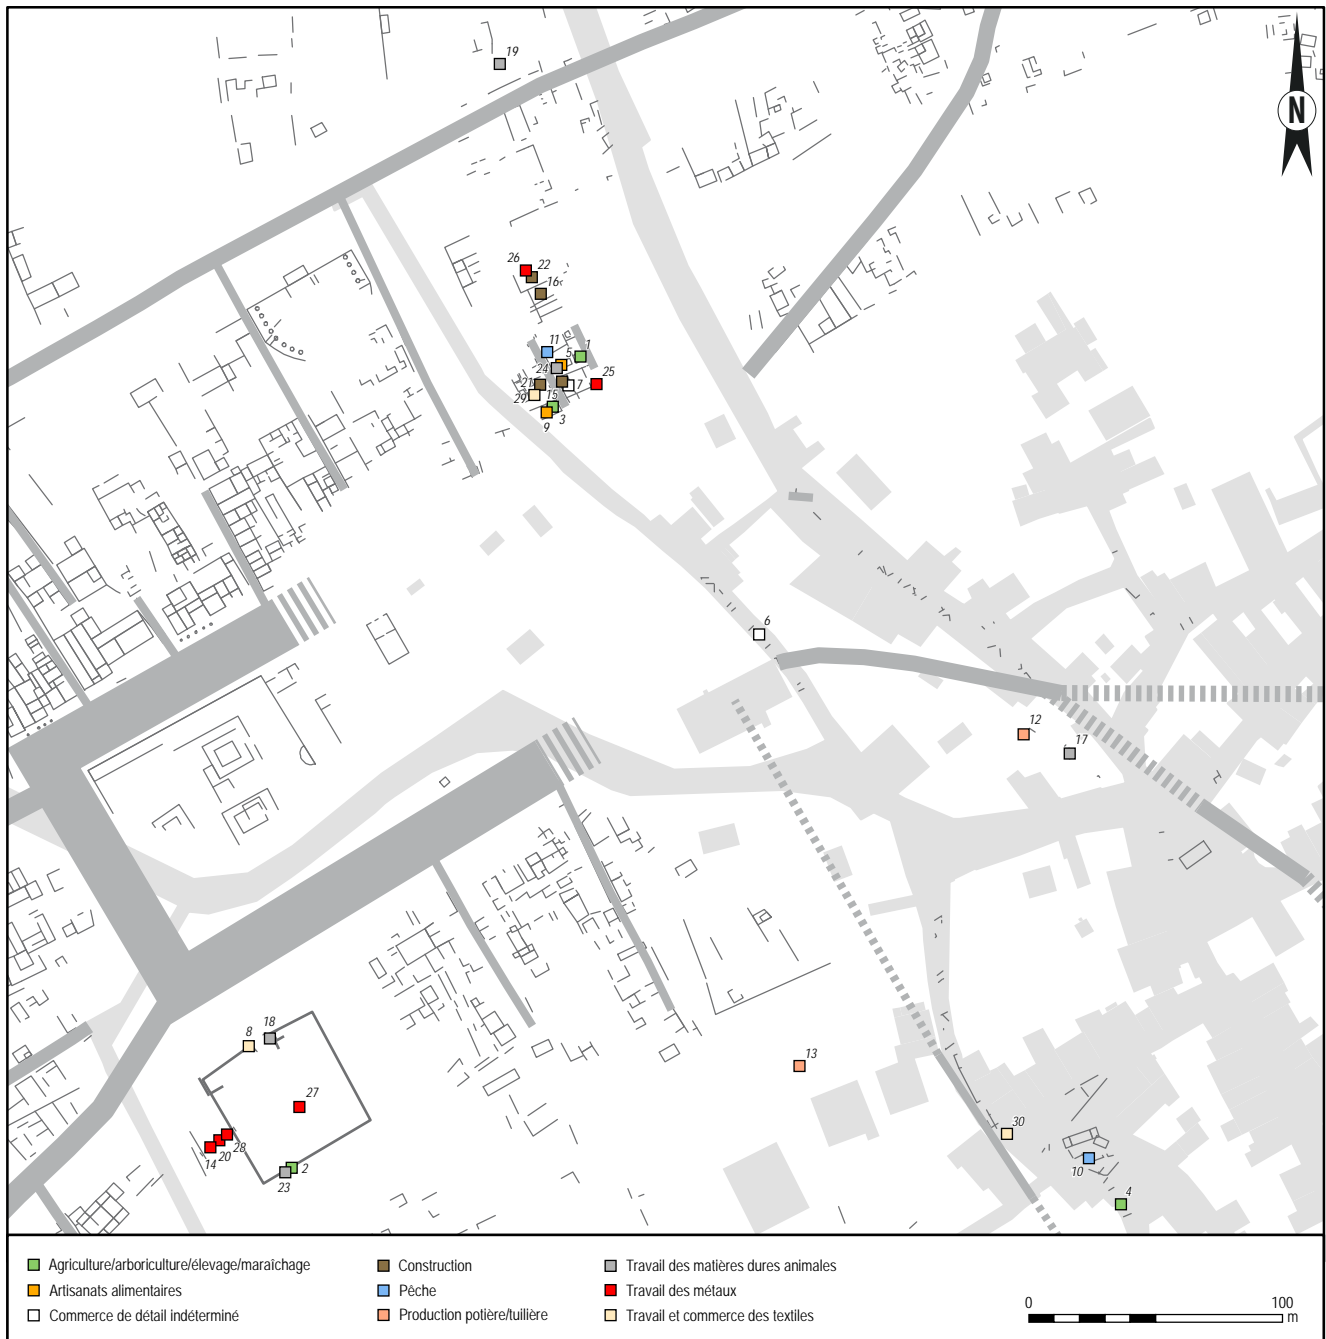 19
N
26 22
16
11 1
5
24 25
21 7
29 15
3
9
6
12
17
18
8
13
27
30
28
20
14
2
23
10
4
Agriculture/arboriculture/élevage/maraîchage
Artisanats alimentaires
Commerce de détail indéterminé
Construction
Pêche
Production potière/tuilière
Travail des matières dures animales
Travail des métaux
Travail et commerce des textiles
0 100
m